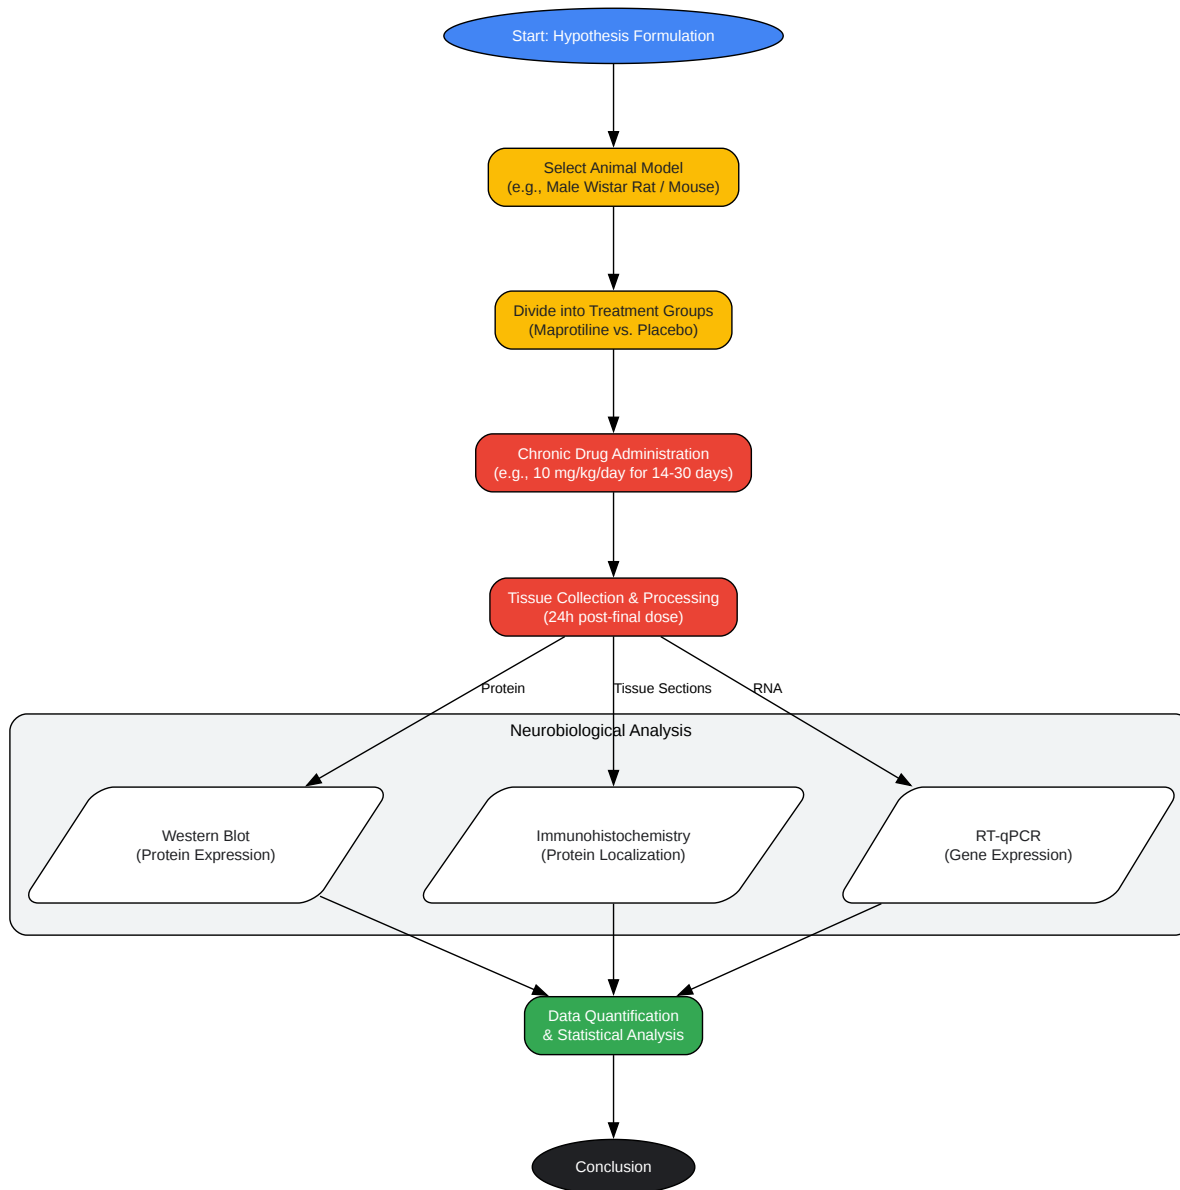 Start: Hypothesis Formulation
Select Animal Model
(e.g., Male Wistar Rat / Mouse)
Divide into Treatment Groups
(Maprotiline vs. Placebo)
Chronic Drug Administration
(e.g., 10 mg/kg/day for 14-30 days)
Tissue Collection & Processing
(24h post-final dose)
Protein
Tissue Sections
RNA
Neurobiological Analysis
Western Blot
(Protein Expression)
Immunohistochemistry
(Protein Localization)
RT-qPCR
(Gene Expression)
Data Quantification
& Statistical Analysis
Conclusion